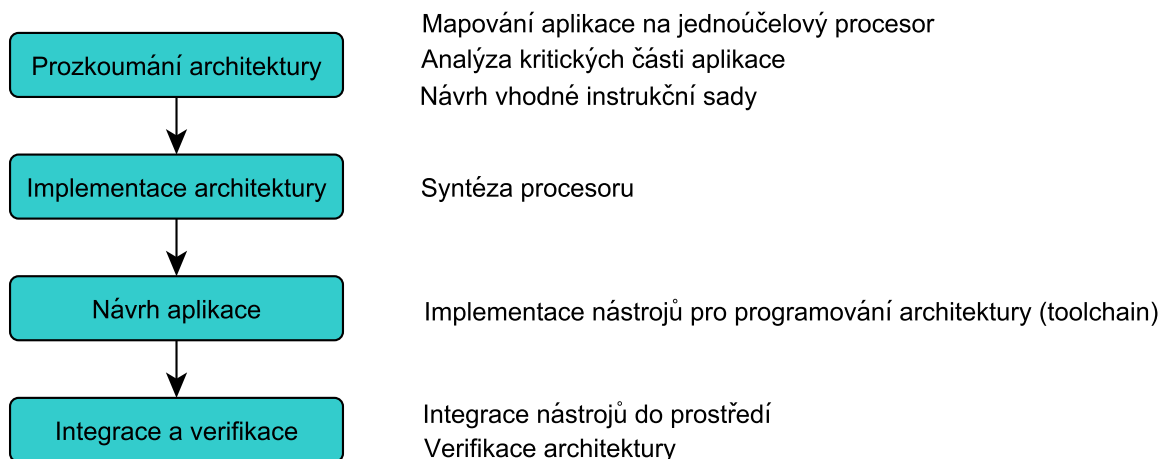 Prozkoumání architektury
Mapování aplikace na jednoúčelový procesor
Analýza kritických části aplikace
Návrh vhodné instrukční sady
Implementace architektury
Syntéza procesoru
Návrh aplikace
Implementace nástrojů pro programování architektury (toolchain)
Integrace a verifikace
Integrace nástrojů do prostředí
Verifikace architektury